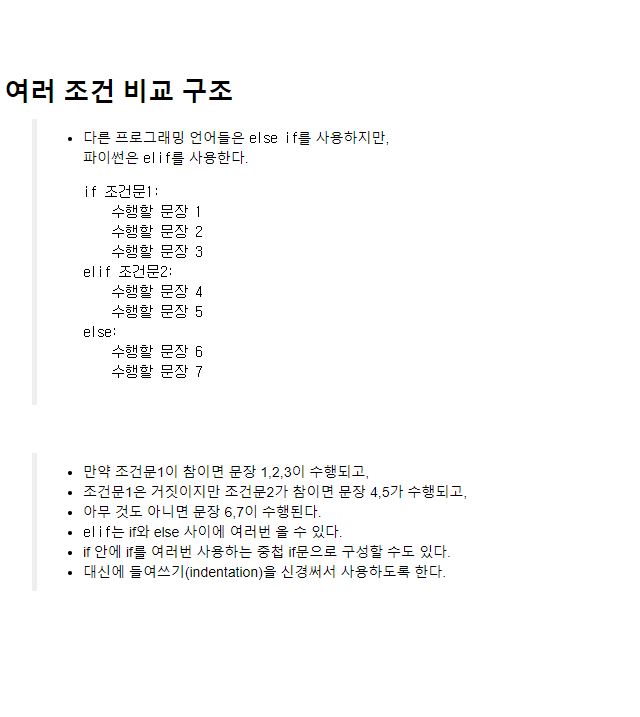 여러 조건 비교 구조
다른 프로그래밍 언어들은 else if를 사용하지만,
파이썬은 elif를 사용한다.
if 조건문1:
수행할 문장 1
수행할 문장 2
수행할 문장 3
elif 조건문2:
수행할 문장 4
수행할 문장 5
else:
수행할 문장 6
수행할 문장 7
만약 조건문1이 참이면 문장 1,2,3이 수행되고,
조건문1은 거짓이지만 조건문2가 참이면 문장 4,5가 수행되고,
아무 것도 아니면 문장 6,7이 수행된다.
elif는 if와 else 사이에 여러번 올 수 있다.
if 안에 if를 여러번 사용하는 중첩 if문으로 구성할 수도 있다.
대신에 들여쓰기(indentation)을 신경써서 사용하도록 한다.